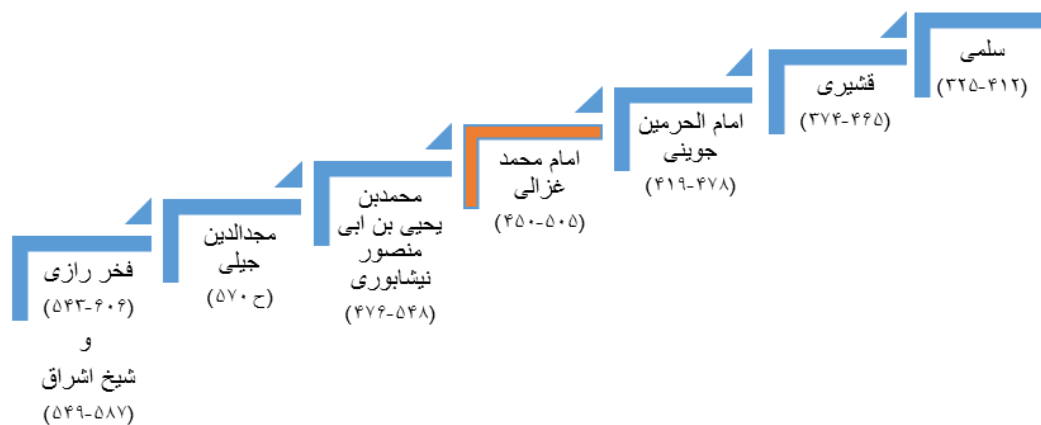 سلمی
(۳۲۵-۴۱۲)
قشیری
(۳۷۴-۴۶۵)
امام الحرمین
جوینی
(۴۱۹-۴۷۸)
امام محمد
غزالی
(۴۵۰-۵۰۵)
محمدبن
یحیی بن ابی
منصور
نیشابوری
(۴۷۶-۵۴۸)
مجدالدین
جیلی
(ح ۵۷۰)
فخر رازی
(۵۴۳-۶۰۶)
و
شیخ اشراق
(۵۴۹-۵۸۷)